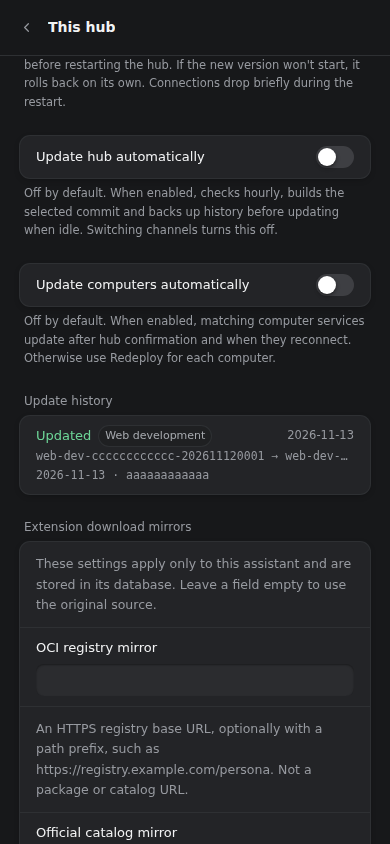 This hub
before restarting the hub. If the new version won't start, it
rolls back on its own. Connections drop briefly during the
restart.
Update hub automatically
Off by default. When enabled, checks hourly, builds the
selected commit and backs up history before updating
when idle. Switching channels turns this off.
Update computers automatically
Off by default. When enabled, matching computer services
update after hub confirmation and when they reconnect.
Otherwise use Redeploy for each computer.
Update history
Updated Web development 2026-11-13
web-dev-cccccccccccc-202611120001 → web-dev-…
2026-11-13 · aaaaaaaaaaaa
Extension download mirrors
These settings apply only to this assistant and are
stored in its database. Leave a field empty to use
the original source.
OCI registry mirror
An HTTPS registry base URL, optionally with a
path prefix, such as
https://registry.example.com/persona. Not a
package or catalog URL.
Official catalog mirror